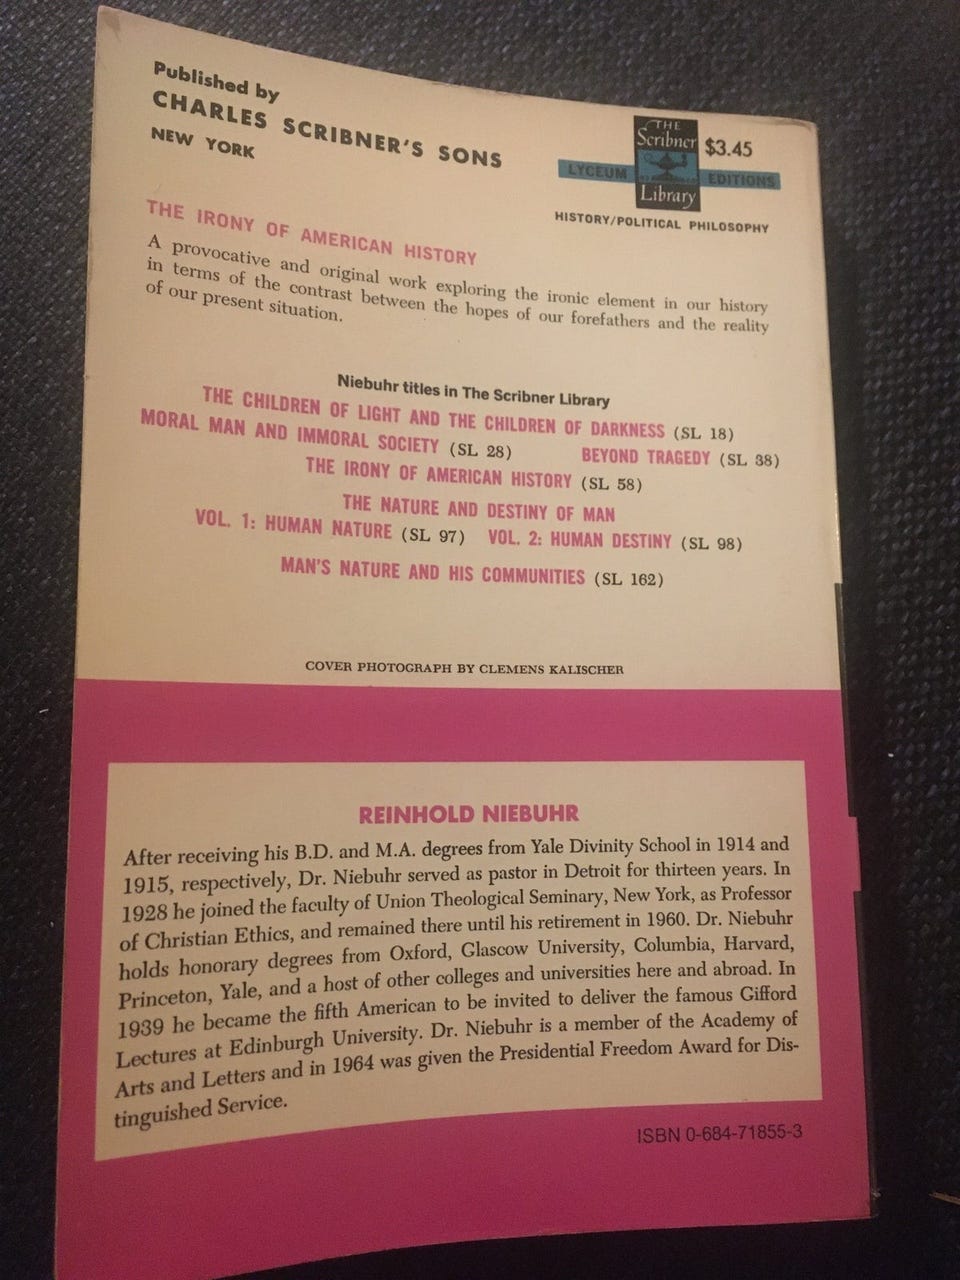 Published by
CHARLES SCRIBNER'S SONS
NEW YORK
THE
Scribner
Library
$3.45
LYCEUM EDITIONS
HISTORY/POLITICAL PHILOSOPHY
THE IRONY OF AMERICAN HISTORY
A provocative and original work exploring the ironic element in our history
in terms of the contrast between the hopes of our forefathers and the reality
of our present situation.
Niebuhr titles in The Scribner Library
THE CHILDREN OF LIGHT AND THE CHILDREN OF DARKNESS (SL 18)
MORAL MAN AND IMMORAL SOCIETY (SL 28) BEYOND TRAGEDY (SL 38)
THE IRONY OF AMERICAN HISTORY (SL 58)
THE NATURE AND DESTINY OF MAN
VOL. 1: HUMAN NATURE (SL 97) VOL. 2: HUMAN DESTINY (SL 98)
MAN'S NATURE AND HIS COMMUNITIES (SL 162)
COVER PHOTOGRAPH BY CLEMENS KALISCHER
REINHOLD NIEBUHR
After receiving his B.D. and M.A. degrees from Yale Divinity School in 1914 and
1915, respectively, Dr. Niebuhr served as pastor in Detroit for thirteen years. In
1928 he joined the faculty of Union Theological Seminary, New York, as Professor
of Christian Ethics, and remained there until his retirement in 1960. Dr. Niebuhr
holds honorary degrees from Oxford, Glascow University, Columbia, Harvard,
Princeton, Yale, and a host of other colleges and universities here and abroad. In
1939 he became the fifth American to be invited to deliver the famous Gifford
Lectures at Edinburgh University. Dr. Niebuhr is a member of the Academy of
Arts and Letters and in 1964 was given the Presidential Freedom Award for Dis-
tinguished Service.
ISBN 0-684-71855-3